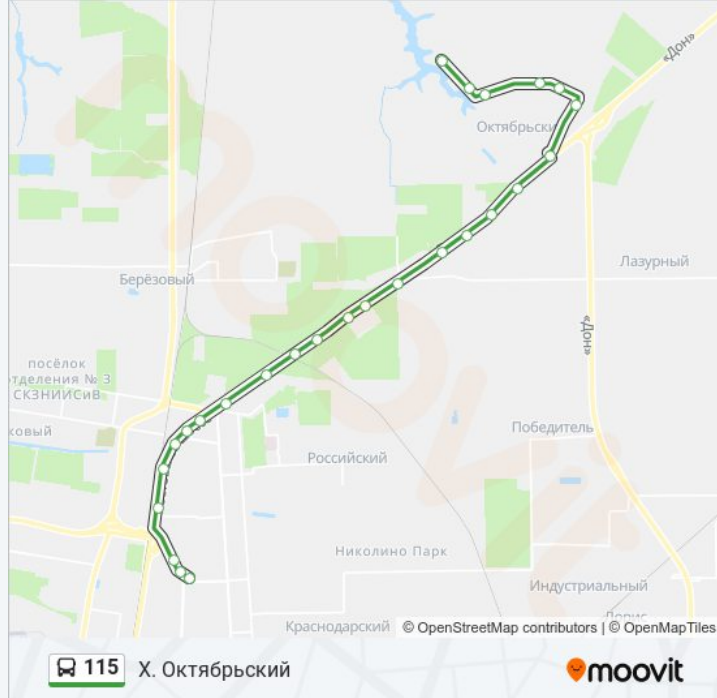 «Дон»
Октябрьски
Лазурный
Берёзовый
«Дон»
посёлок
отделения № 3
СКЗНИИСиВ
ковый
Победитель
Российский
Николино Парк
Индустриальный
Краснодарский
© OpenStreetMap contributors | © OpenMapTiles
115 Х. Октябрьский
moovit